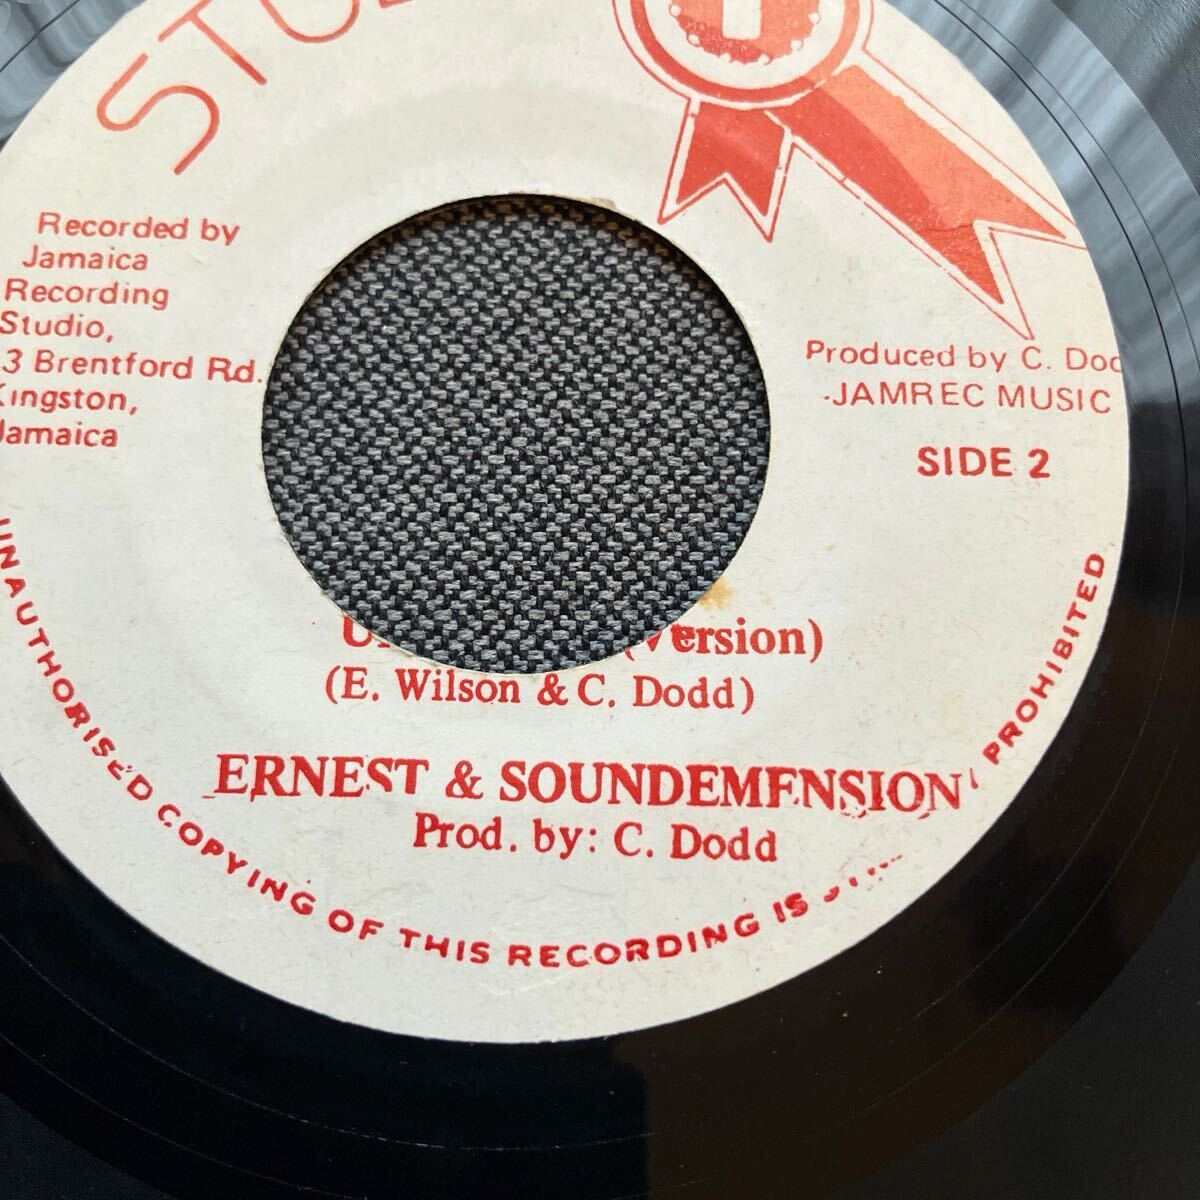 STU
Recorded by
Jamaica
Recording
Studio,
3 Brentford Rd.
Kingston,
Jamaica
Produced by C. Dod
JAMREC MUSIC
SIDE 2
(Version)
(E. Wilson & C. Dodd)
ERNEST & SOUNDEMENSION
Prod. by: C. Dodd
UNAUTHORISED COPYING OF THIS RECORDING IS PROHIBITED